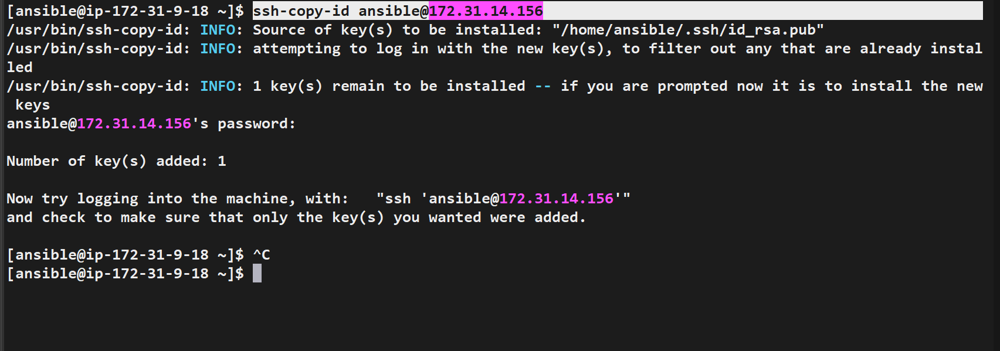 [ansible@ip-172-31-9-18 ~]$ ssh-copy-id ansible@172.31.14.156
/usr/bin/ssh-copy-id: INFO: Source of key(s) to be installed: "/home/ansible/.ssh/id_rsa.pub"
/usr/bin/ssh-copy-id: INFO: attempting to log in with the new key(s), to filter out any that are already instal
led
/usr/bin/ssh-copy-id: INFO: 1 key(s) remain to be installed -- if you are prompted now it is to install the new
 keys
ansible@172.31.14.156's password:
Number of key(s) added: 1
Now try logging into the machine, with:   "ssh 'ansible@172.31.14.156'"
and check to make sure that only the key(s) you wanted were added.
[ansible@ip-172-31-9-18 ~]$ ^C
[ansible@ip-172-31-9-18 ~]$